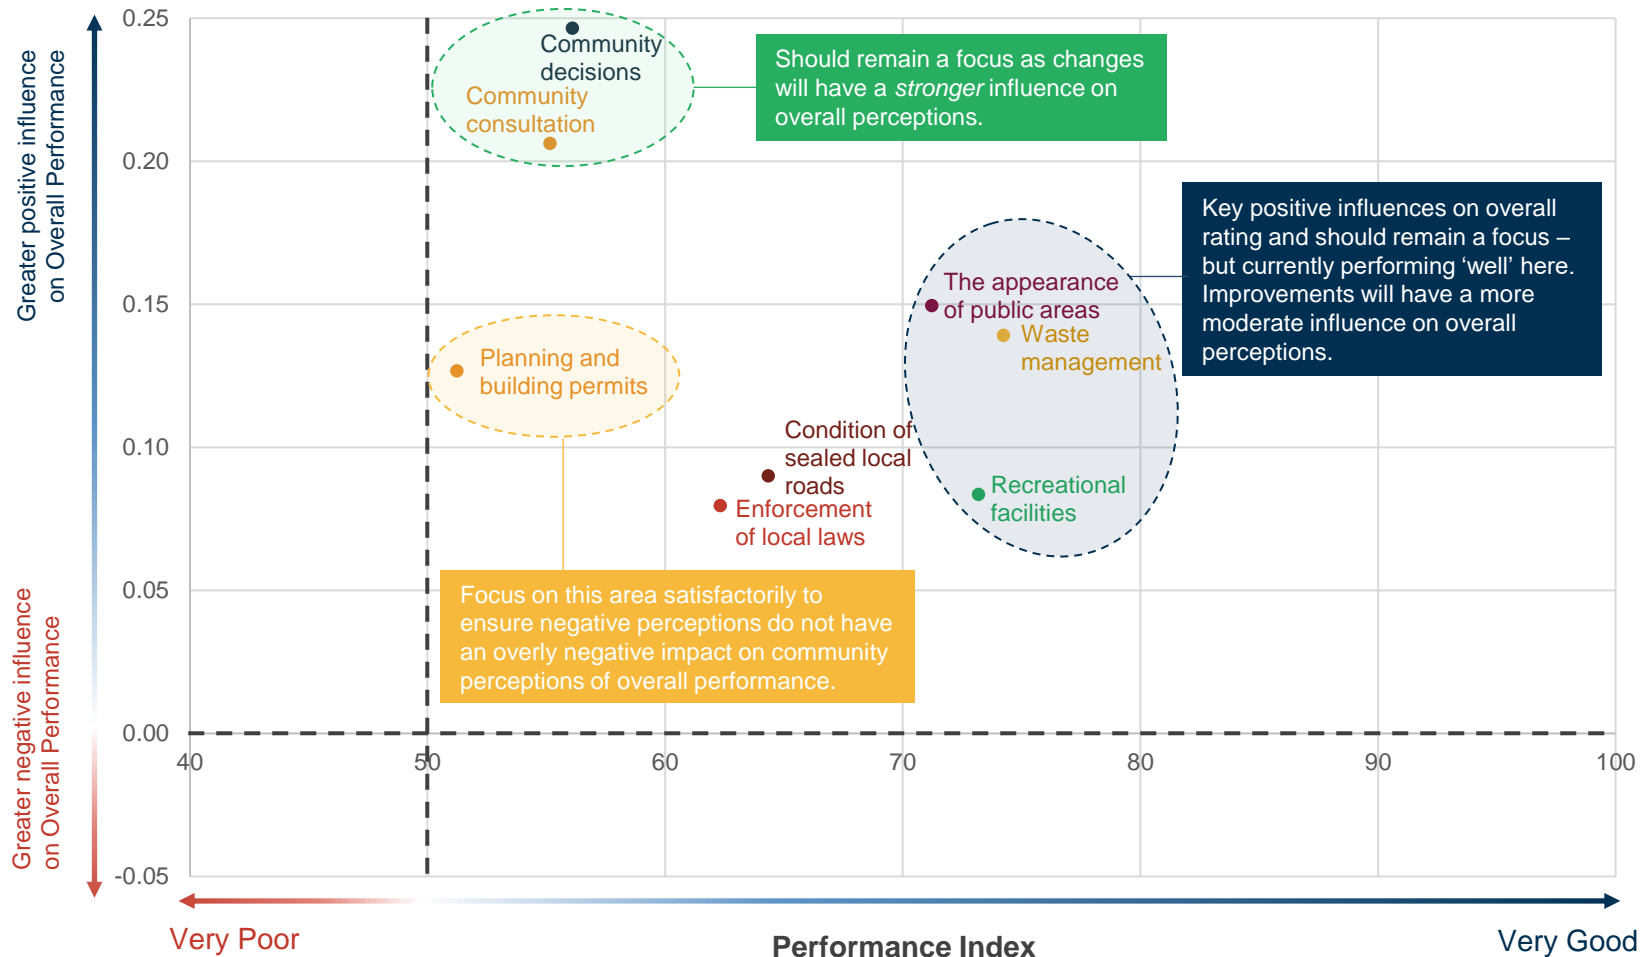 Greater positive influence
on Overall Performance
Greater negative influence
on Overall Performance
0.25
0.20
0.15
0.10
0.05
0.00
-0.05
Community
decisions
Community
consultation
Should remain a focus as changes
will have a stronger influence on
overall perceptions.
Key positive influences on overall
rating and should remain a focus –
but currently performing ‘well’ here.
Improvements will have a more
moderate influence on overall
perceptions.
The appearance
of public areas
Waste
management
Planning and
building permits
Condition of
sealed local
roads
Enforcement
of local laws
Recreational
facilities
Focus on this area satisfactorily to
ensure negative perceptions do not have
an overly negative impact on community
perceptions of overall performance.
40
50
60
70
80
90
100
Very Poor
Performance Index
Very Good